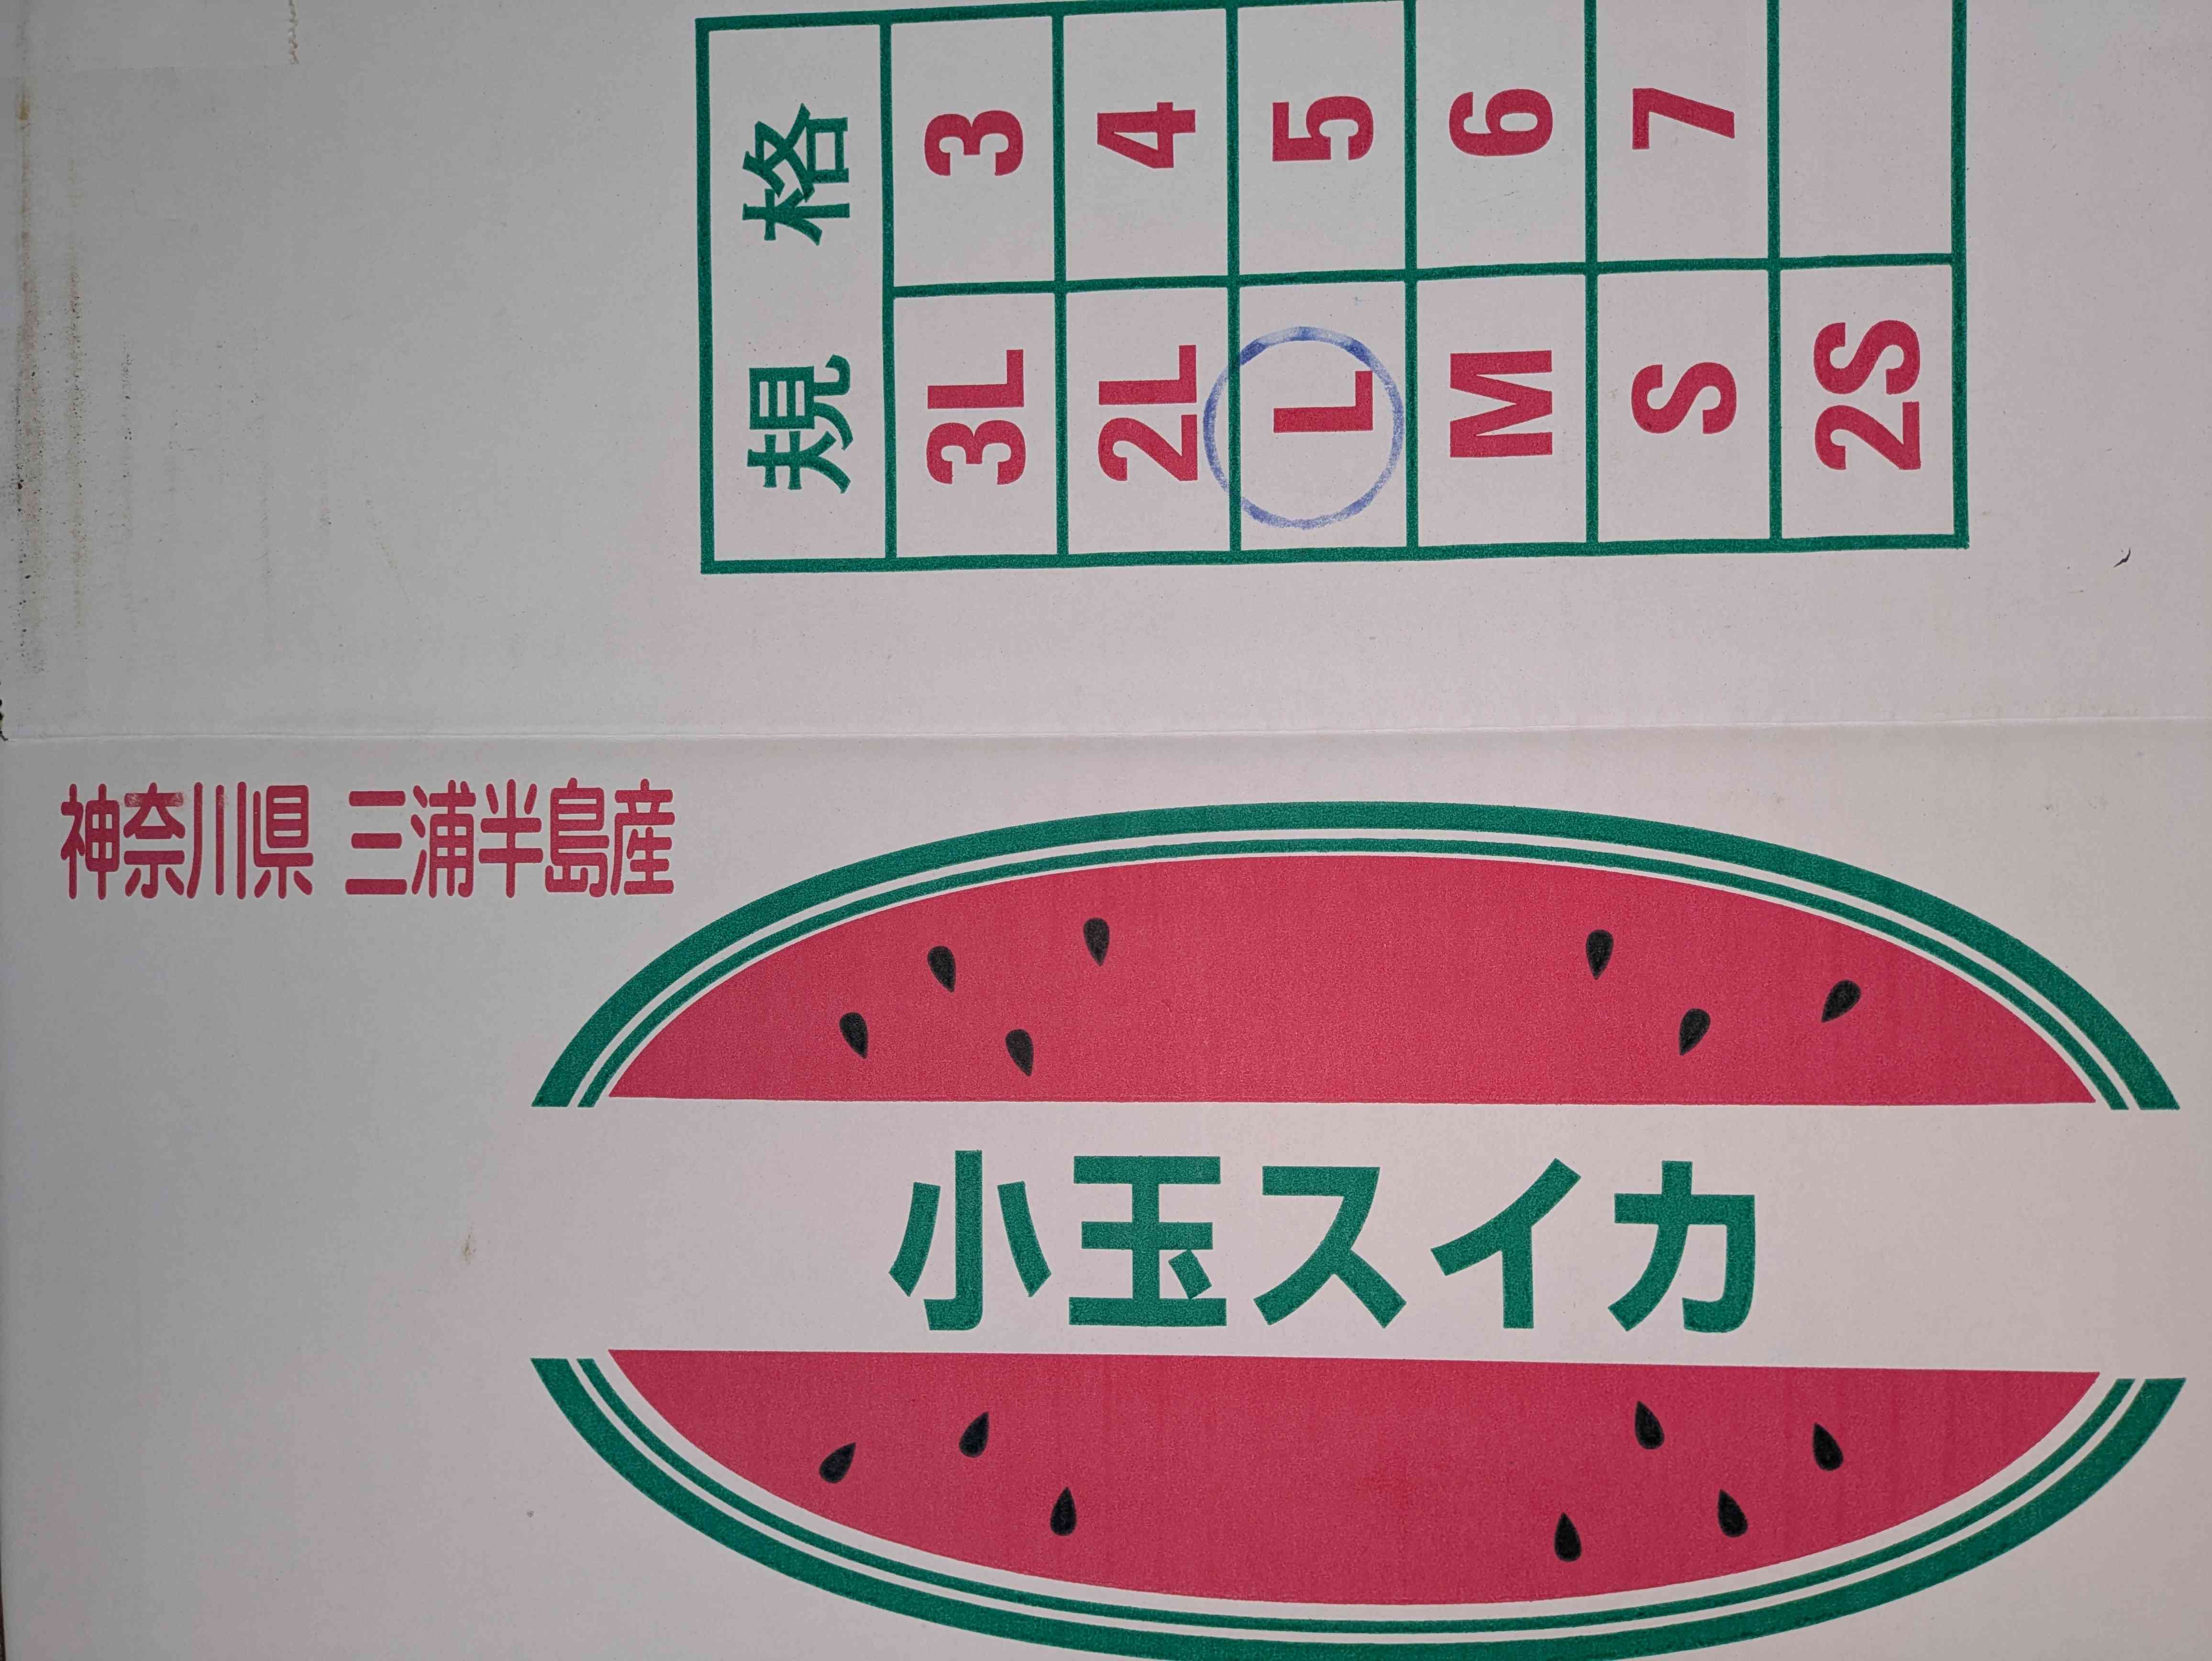 規 格
3L 3
2L 4
L 5
M 6
S 7
2S
神奈川県 三浦半島産
小玉スイカ